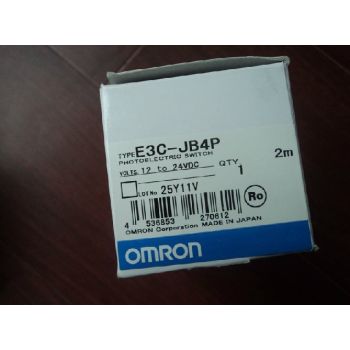 TYPE E3C-JB4P
PHOTOELECTRIC SWITCH
VOLTS. 12 to 24VDC QTY. 1 2m
LOT No 25Y11V
Ro
4 536853 270612
OMRON Corporation MADE IN JAPAN
OMRON